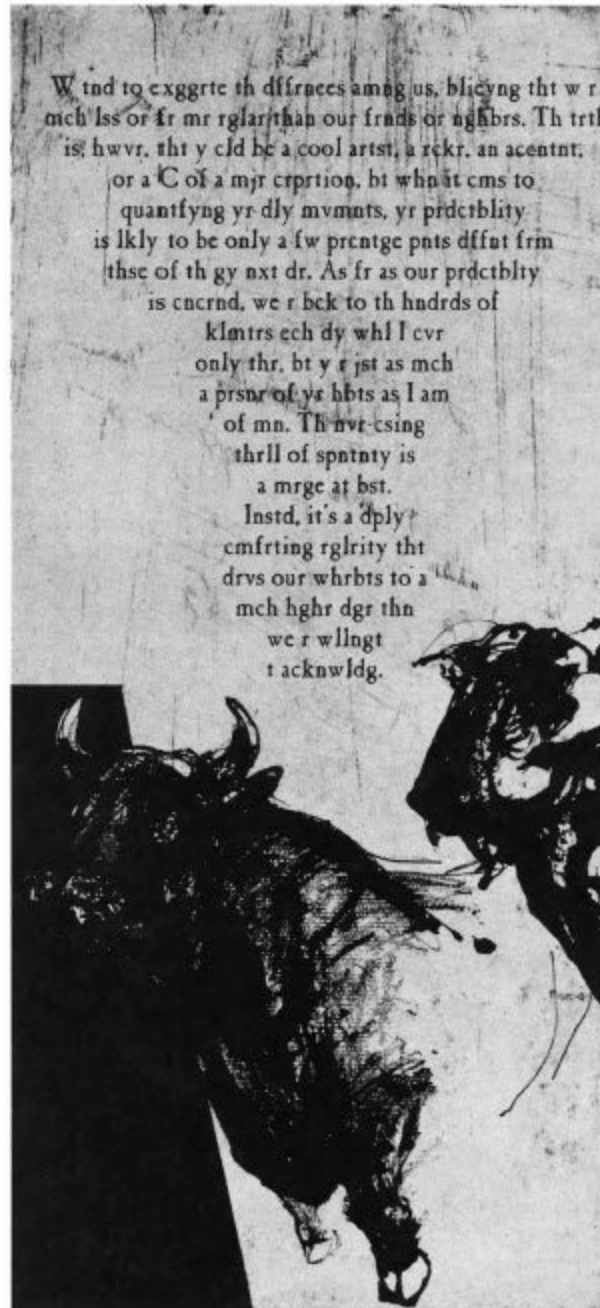 W tnd to exggrte th dffrnces amng us, blievng tht w r
mch lss or fr mr rglar than our frnds or nghbrs. Th trth
is, hwvr, tht y cld be a cool artst, a rckr, an acentnt,
or a C of a mjr crprtion, bt whn it cms to
quantfyng yr dly mvmnts, yr prdctblity
is lkly to be only a fw prcntge pnts dffnt frm
thse of th gy nxt dr. As fr as our prdctblty
is cncrnd, we r bck to th hndrds of
klmtrs ech dy whl I cvr
only thr, bt y r jst as mch
a prsnr of yr hbts as I am
of mn. Th nvr-csing
thrll of spntnty is
a mrge at bst.
Instd, it's a dply
cmfrting rglrity tht
drvs our whrbts to a
mch hghr dgr thn
we r wllngt
t acknwldg.